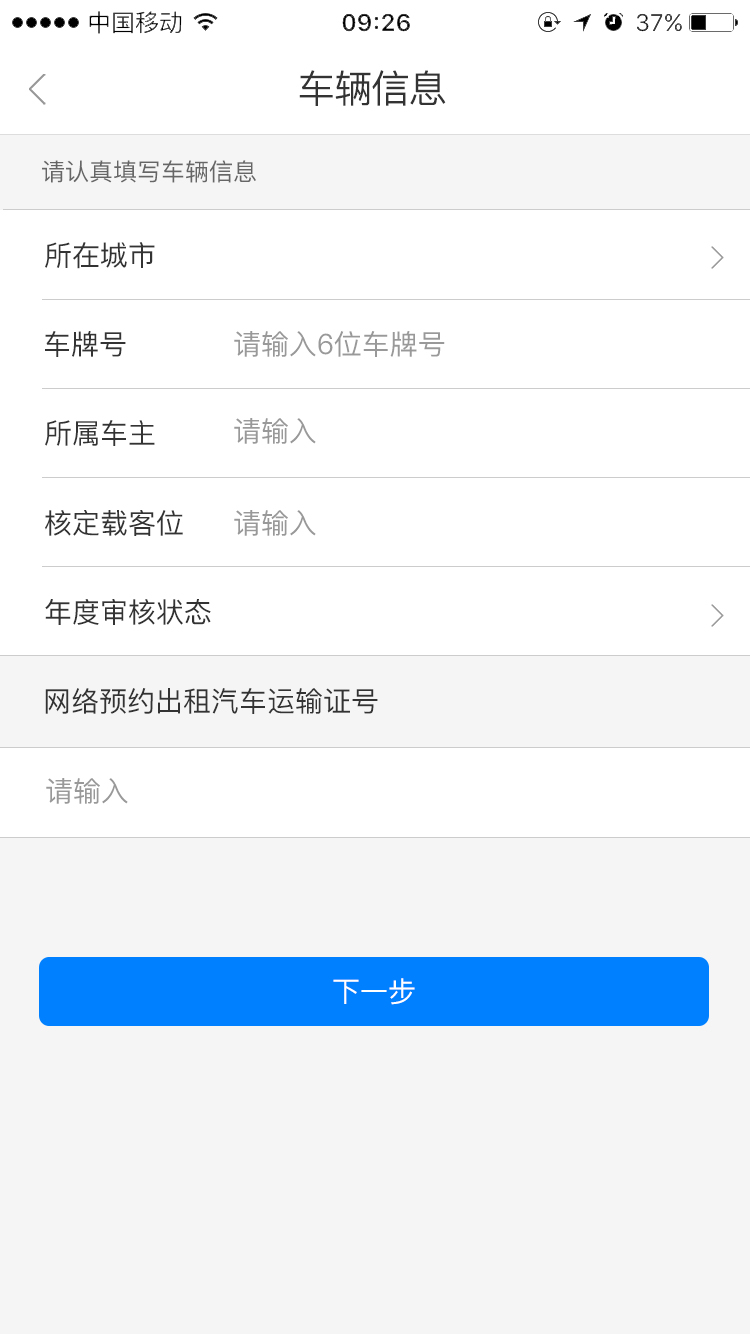 中国移动 09:26 37%
车辆信息
请认真填写车辆信息
所在城市
车牌号 请输入6位车牌号
所属车主 请输入
核定载客位 请输入
年度审核状态
网络预约出租汽车运输证号
请输入
下一步